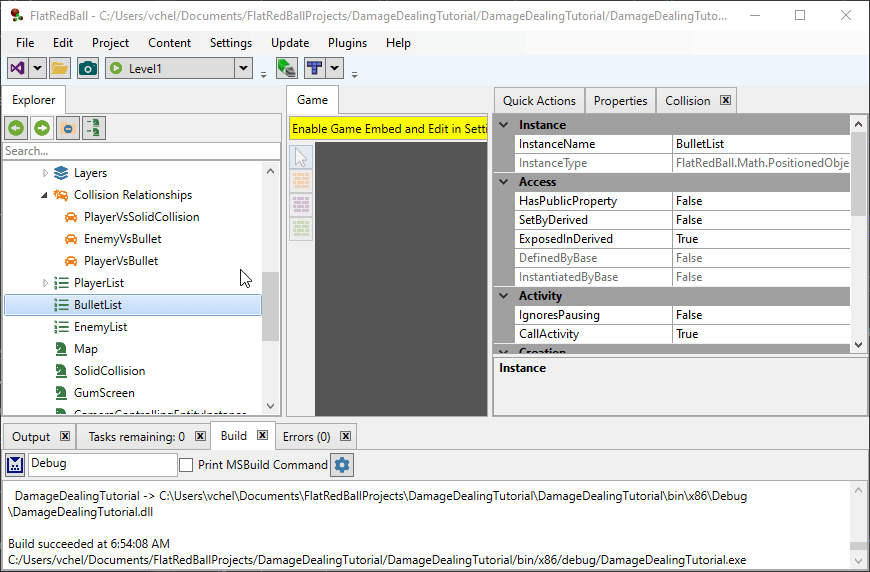 FlatRedBall - C:/Users/vchel/Documents/FlatRedBallProjects/DamageDealingTutorial/DamageDealingTutorial/DamageDealingTuto...
File Edit Project Content Settings Update Plugins Help
Level1
Explorer
Search...
Layers
Collision Relationships
PlayerVsSolidCollision
EnemyVsBullet
PlayerVsBullet
PlayerList
BulletList
EnemyList
Map
SolidCollision
GumScreen
CameraControllingEntityInstance
Game
Enable Game Embed and Edit in Setti
Quick Actions Properties Collision
Instance
InstanceName BulletList
InstanceType FlatRedBall.Math.PositionedObje
Access
HasPublicProperty False
SetByDerived False
ExposedInDerived True
DefinedByBase False
InstantiatedByBase False
Activity
IgnoresPausing False
CallActivity True
Creation
Instance
Output Tasks remaining: 0 Build Errors (0)
Debug Print MSBuild Command
DamageDealingTutorial -> C:\Users\vchel\Documents\FlatRedBallProjects\DamageDealingTutorial\DamageDealingTutorial\bin\x86\Debug
\DamageDealingTutorial.dll
Build succeeded at 6:54:08 AM
C:/Users/vchel/Documents/FlatRedBallProjects/DamageDealingTutorial/DamageDealingTutorial/bin/x86/debug/DamageDealingTutorial.exe